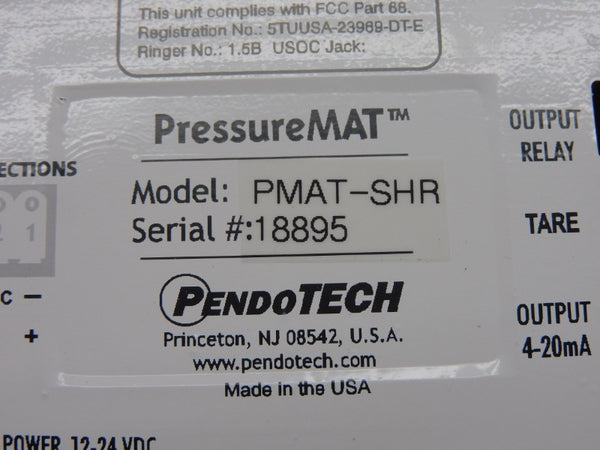 This unit complies with FCC Part 68.
Registration No.: 5TUUSA-23989-DT-E
Ringer No.: 1.5B USOC Jack:
PressureMAT™
Model: PMAT-SHR
Serial #:18895
PENDOTECH
Princeton, NJ 08542, U.S.A.
www.pendotech.com
Made in the USA
OUTPUT
RELAY
TARE
OUTPUT
4-20mA
ECTIONS
2 1
C −
+
POWER 12-24 VDC